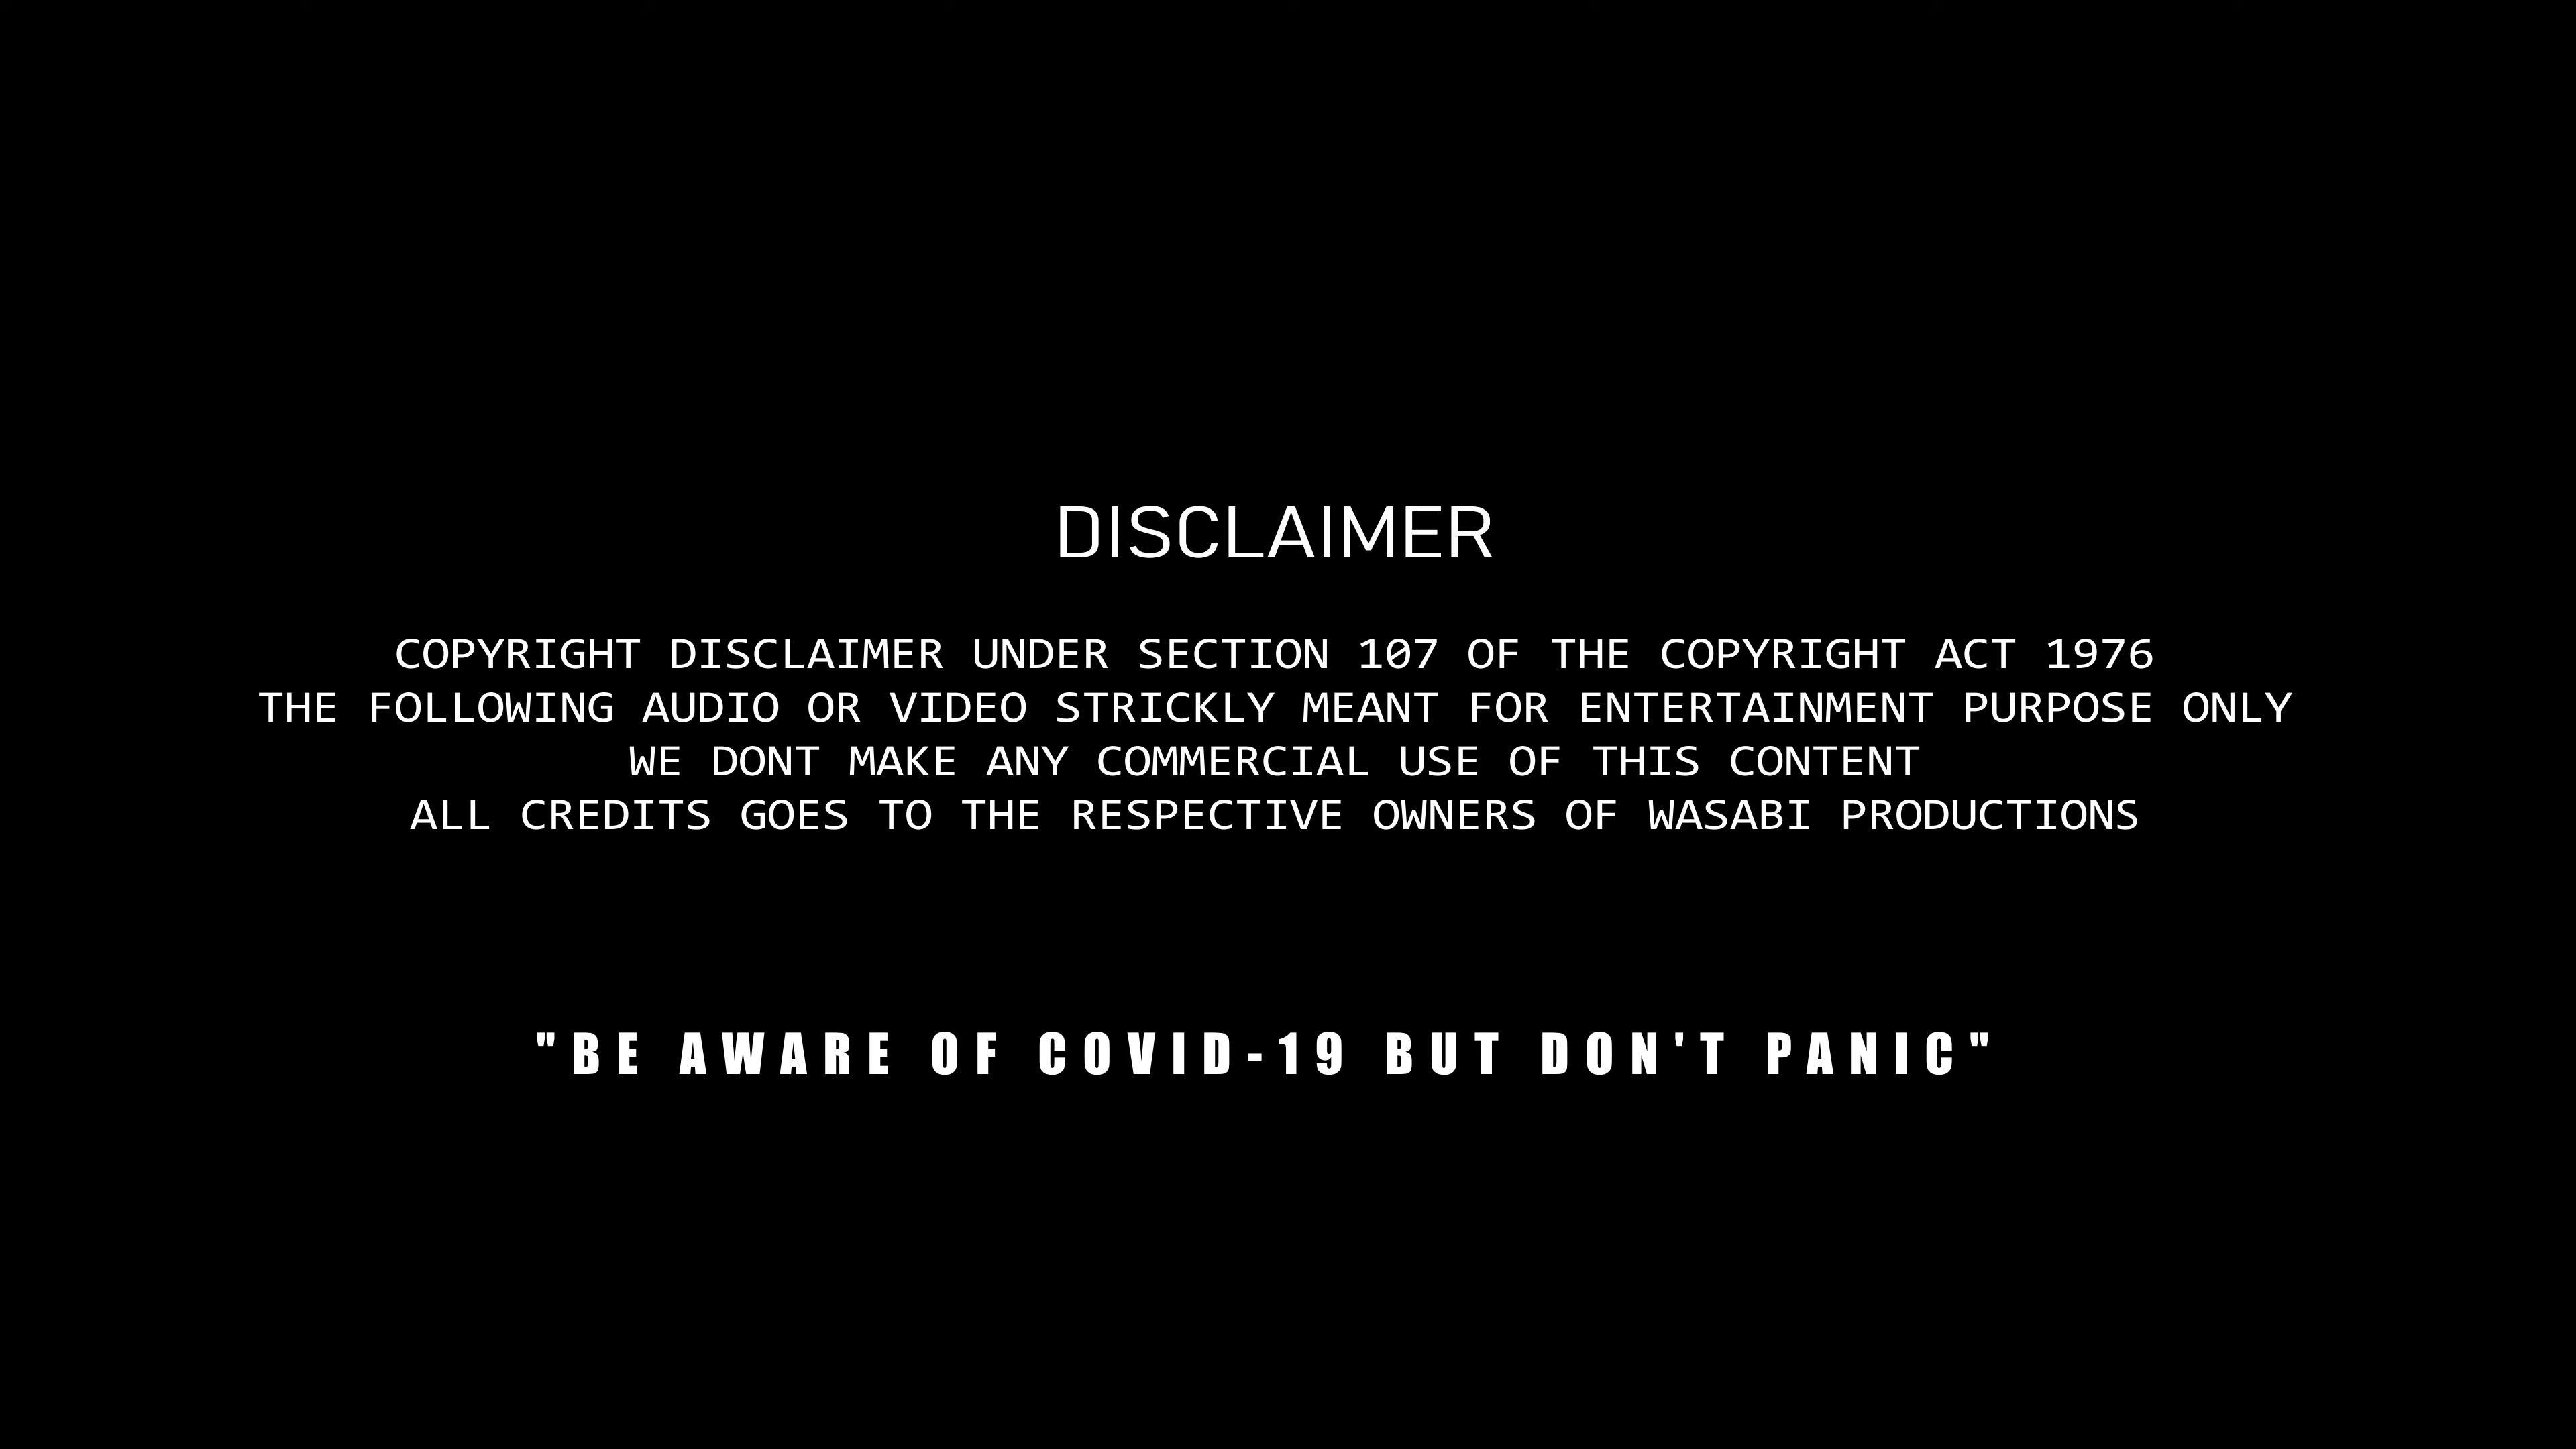 DISCLAIMER
COPYRIGHT DISCLAIMER UNDER SECTION 107 OF THE COPYRIGHT ACT 1976
THE FOLLOWING AUDIO OR VIDEO STRICKLY MEANT FOR ENTERTAINMENT PURPOSE ONLY
WE DONT MAKE ANY COMMERCIAL USE OF THIS CONTENT
ALL CREDITS GOES TO THE RESPECTIVE OWNERS OF WASABI PRODUCTIONS
"BE AWARE OF COVID-19 BUT DON'T PANIC"